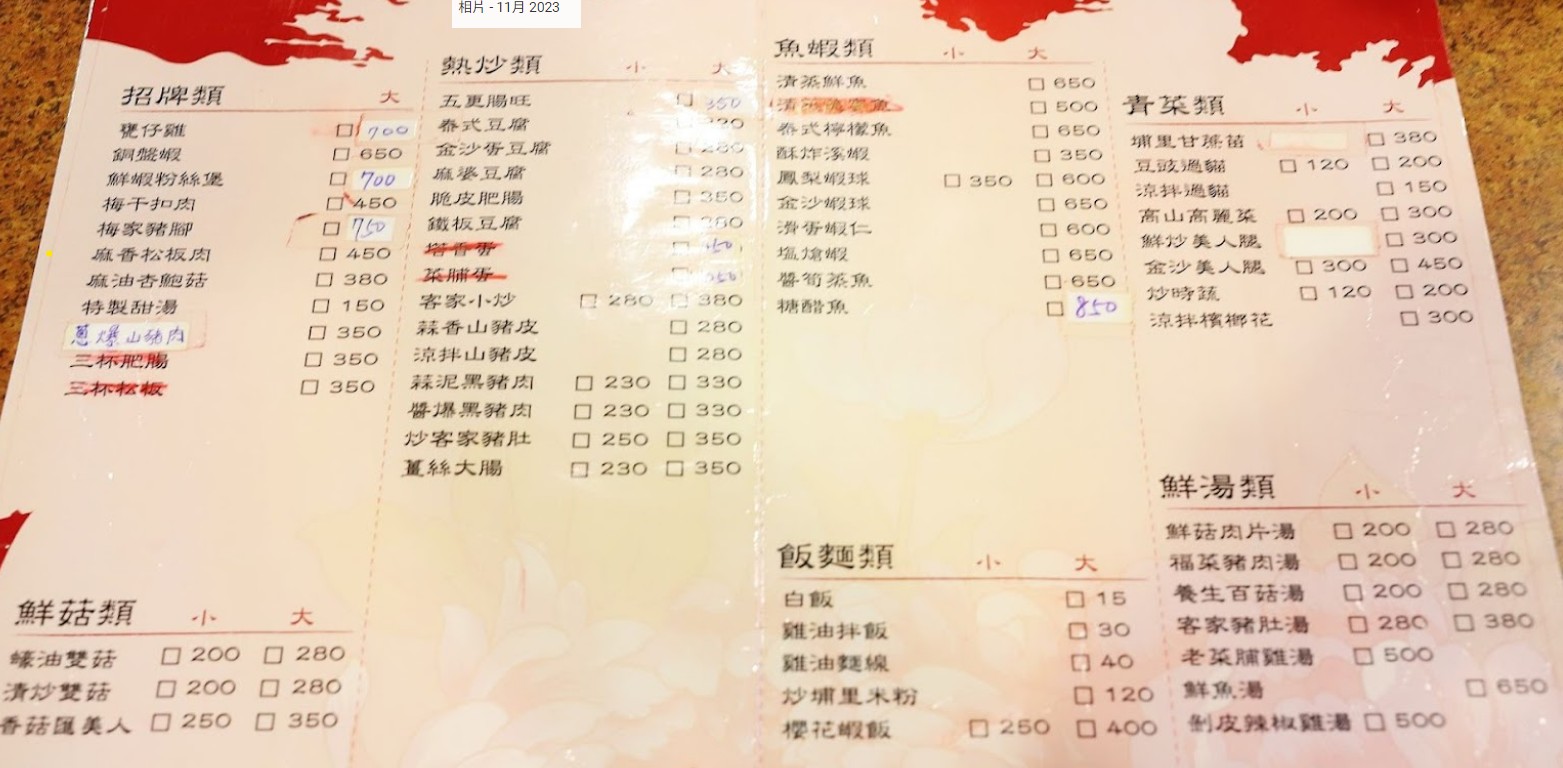 相片 - 11月 2023
招牌類 大
甕仔雞 □ 700
銅盤蝦 □ 650
鮮蝦粉絲堡 □ 700
梅干扣肉 □ 450
梅家豬腳 □ 750
麻香松板肉 □ 450
麻油杏鮑菇 □ 380
特製甜湯 □ 150
蔥爆山豬肉 □ 350
三杯肥腸 □ 350
三杯松板 □ 350
鮮菇類 小 大
蠔油雙菇 □ 200 □ 280
清炒雙菇 □ 200 □ 280
香菇匯美人 □ 250 □ 350
熱炒類 小 大
五更腸旺 □ 350
泰式豆腐
金沙蛋豆腐 □ 280
麻婆豆腐 □ 280
脆皮肥腸 □ 350
鐵板豆腐 □ 280
塔香蛋 □
菜脯蛋 □
客家小炒 □ 280 □ 380
蒜香山豬皮 □ 280
涼拌山豬皮 □ 280
蒜泥黑豬肉 □ 230 □ 330
醬爆黑豬肉 □ 230 □ 330
炒客家豬肚 □ 250 □ 350
薑絲大腸 □ 230 □ 350
魚蝦類 小 大
清蒸鮮魚 □ 650
清蒸 魚 □ 500
泰式檸檬魚 □ 650
酥炸溪蝦 □ 350
鳳梨蝦球 □ 350 □ 600
金沙蝦球 □ 650
滑蛋蝦仁 □ 600
塩焗蝦 □ 650
醬筍蒸魚 □ 650
糖醋魚 □ 850
飯麵類 小 大
白飯 □ 15
雞油拌飯 □ 30
雞油麵線 □ 40
炒埔里米粉 □ 120
櫻花蝦飯 □ 250 □ 400
青菜類 小 大
埔里甘蔗苗 □ 380
豆豉過貓 □ 120 □ 200
涼拌過貓 □ 150
高山高麗菜 □ 200 □ 300
鮮炒美人腿 □ 300
金沙美人腿 □ 300 □ 450
炒時蔬 □ 120 □ 200
涼拌檳榔花 □ 300
鮮湯類 小 大
鮮菇肉片湯 □ 200 □ 280
福菜豬肉湯 □ 200 □ 280
養生百菇湯 □ 200 □ 280
客家豬肚湯 □ 280 □ 380
老菜脯雞湯 □ 500
鮮魚湯 □ 650
剝皮辣椒雞湯 □ 500